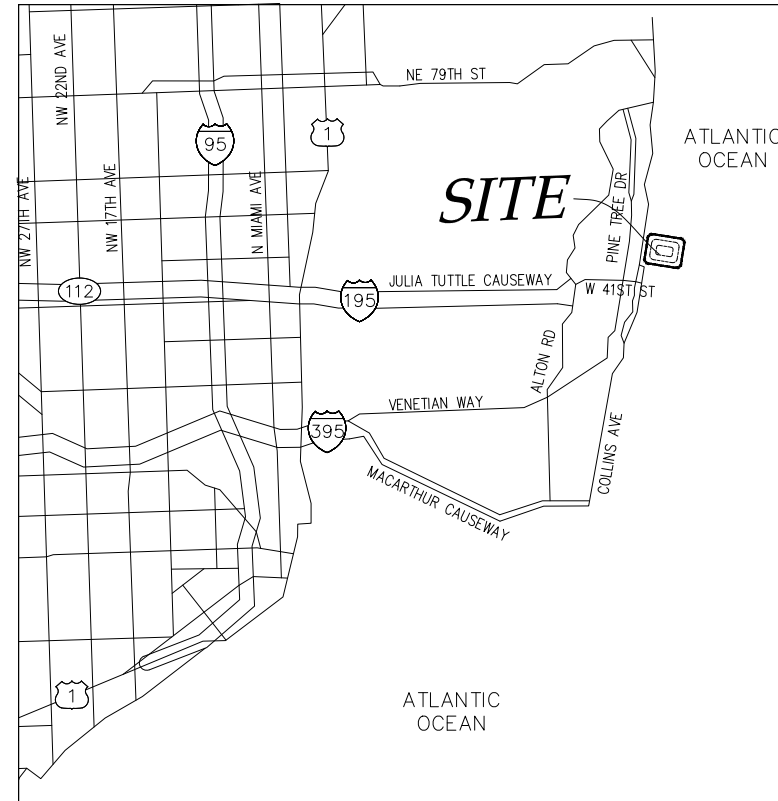 NW 22ND AVE
NE 79TH ST
1
95
ATLANTIC
OCEAN
NW 27TH AVE
NW 17TH AVE
N MIAMI AVE
SITE
PINE TREE DR
112
JULIA TUTTLE CAUSEWAY
W 41ST ST
195
ALTON RD
VENETIAN WAY
395
COLLINS AVE
MACARTHUR CAUSEWAY
1
ATLANTIC
OCEAN